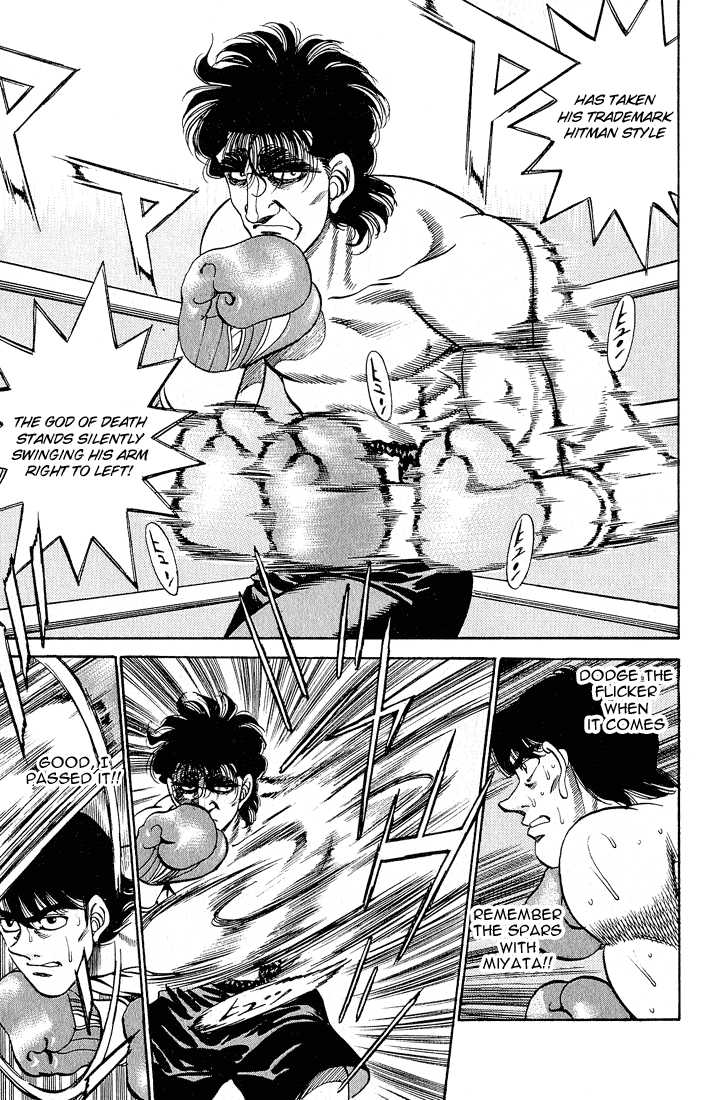 HAS TAKEN
HIS TRADEMARK
HITMAN STYLE
THE GOD OF DEATH
STANDS SILENTLY
SWINGING HIS ARM
RIGHT TO LEFT!
DODGE THE
FLICKER
WHEN
IT COMES
REMEMBER
THE SPARS
WITH
MIYATA!!
GOOD, I
PASSED IT!!